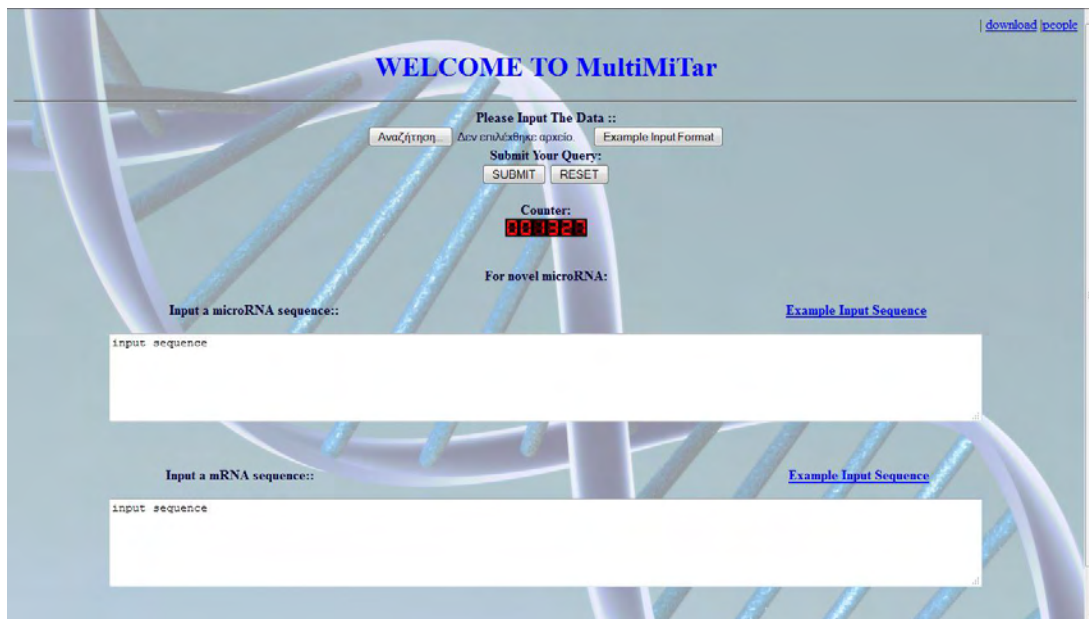 | download |people
WELCOME TO MultiMiTar
Please Input The Data ::
Αναζήτηση... Δεν επιλέχθηκε αρχείο. Example Input Format
Submit Your Query:
SUBMIT RESET
Counter:
For novel microRNA:
Input a microRNA sequence:: Example Input Sequence
input sequence
Input a mRNA sequence:: Example Input Sequence
input sequence